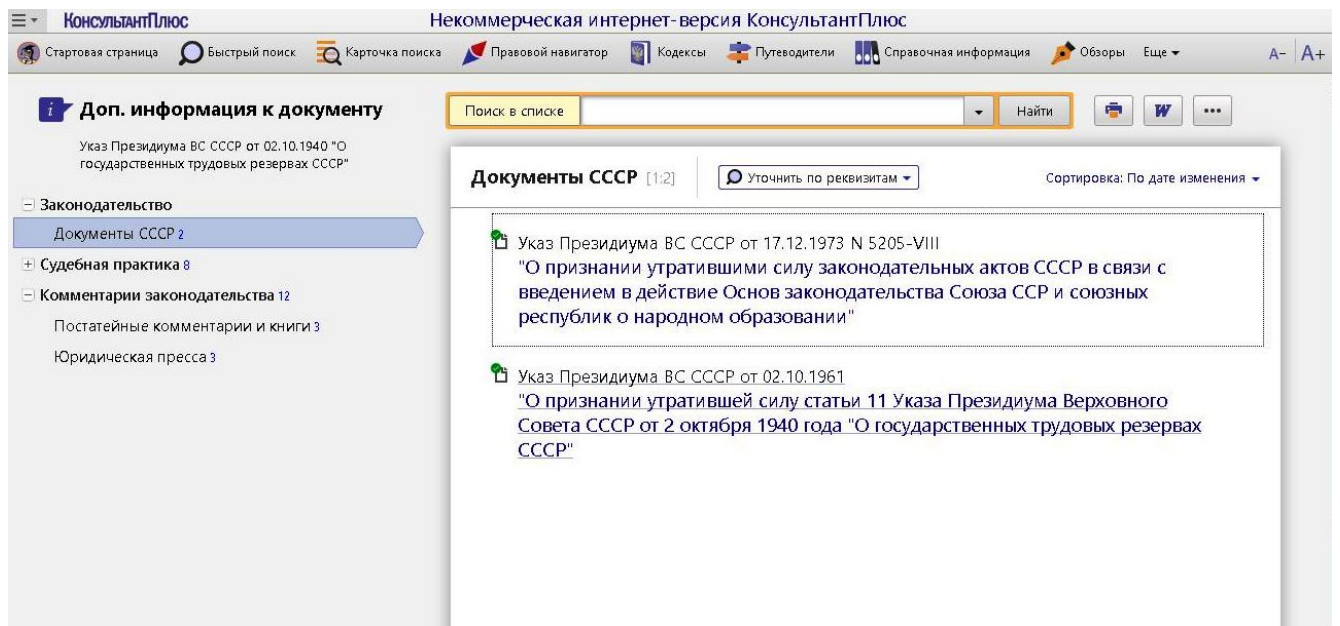 КонсультантПлюс
Некоммерческая интернет-версия КонсультантПлюс
Стартовая страница Быстрый поиск Карточка поиска Правовой навигатор Кодексы Путеводители Справочная информация Обзоры Еще A- A+
Доп. информация к документу
Указ Президиума ВС СССР от 02.10.1940 "О
государственных трудовых резервах СССР"
Законодательство
Документы СССР 2
Судебная практика 8
Комментарии законодательства 12
Постатейные комментарии и книги 3
Юридическая пресса 3
Поиск в списке Найти W ...
Документы СССР [1:2] Уточнить по реквизитам Сортировка: По дате изменения
Указ Президиума ВС СССР от 17.12.1973 N 5205-VIII
"О признании утратившими силу законодательных актов СССР в связи с
введением в действие Основ законодательства Союза ССР и союзных
республик о народном образовании"
Указ Президиума ВС СССР от 02.10.1961
"О признании утратившей силу статьи 11 Указа Президиума Верховного
Совета СССР от 2 октября 1940 года "О государственных трудовых резервах
СССР"